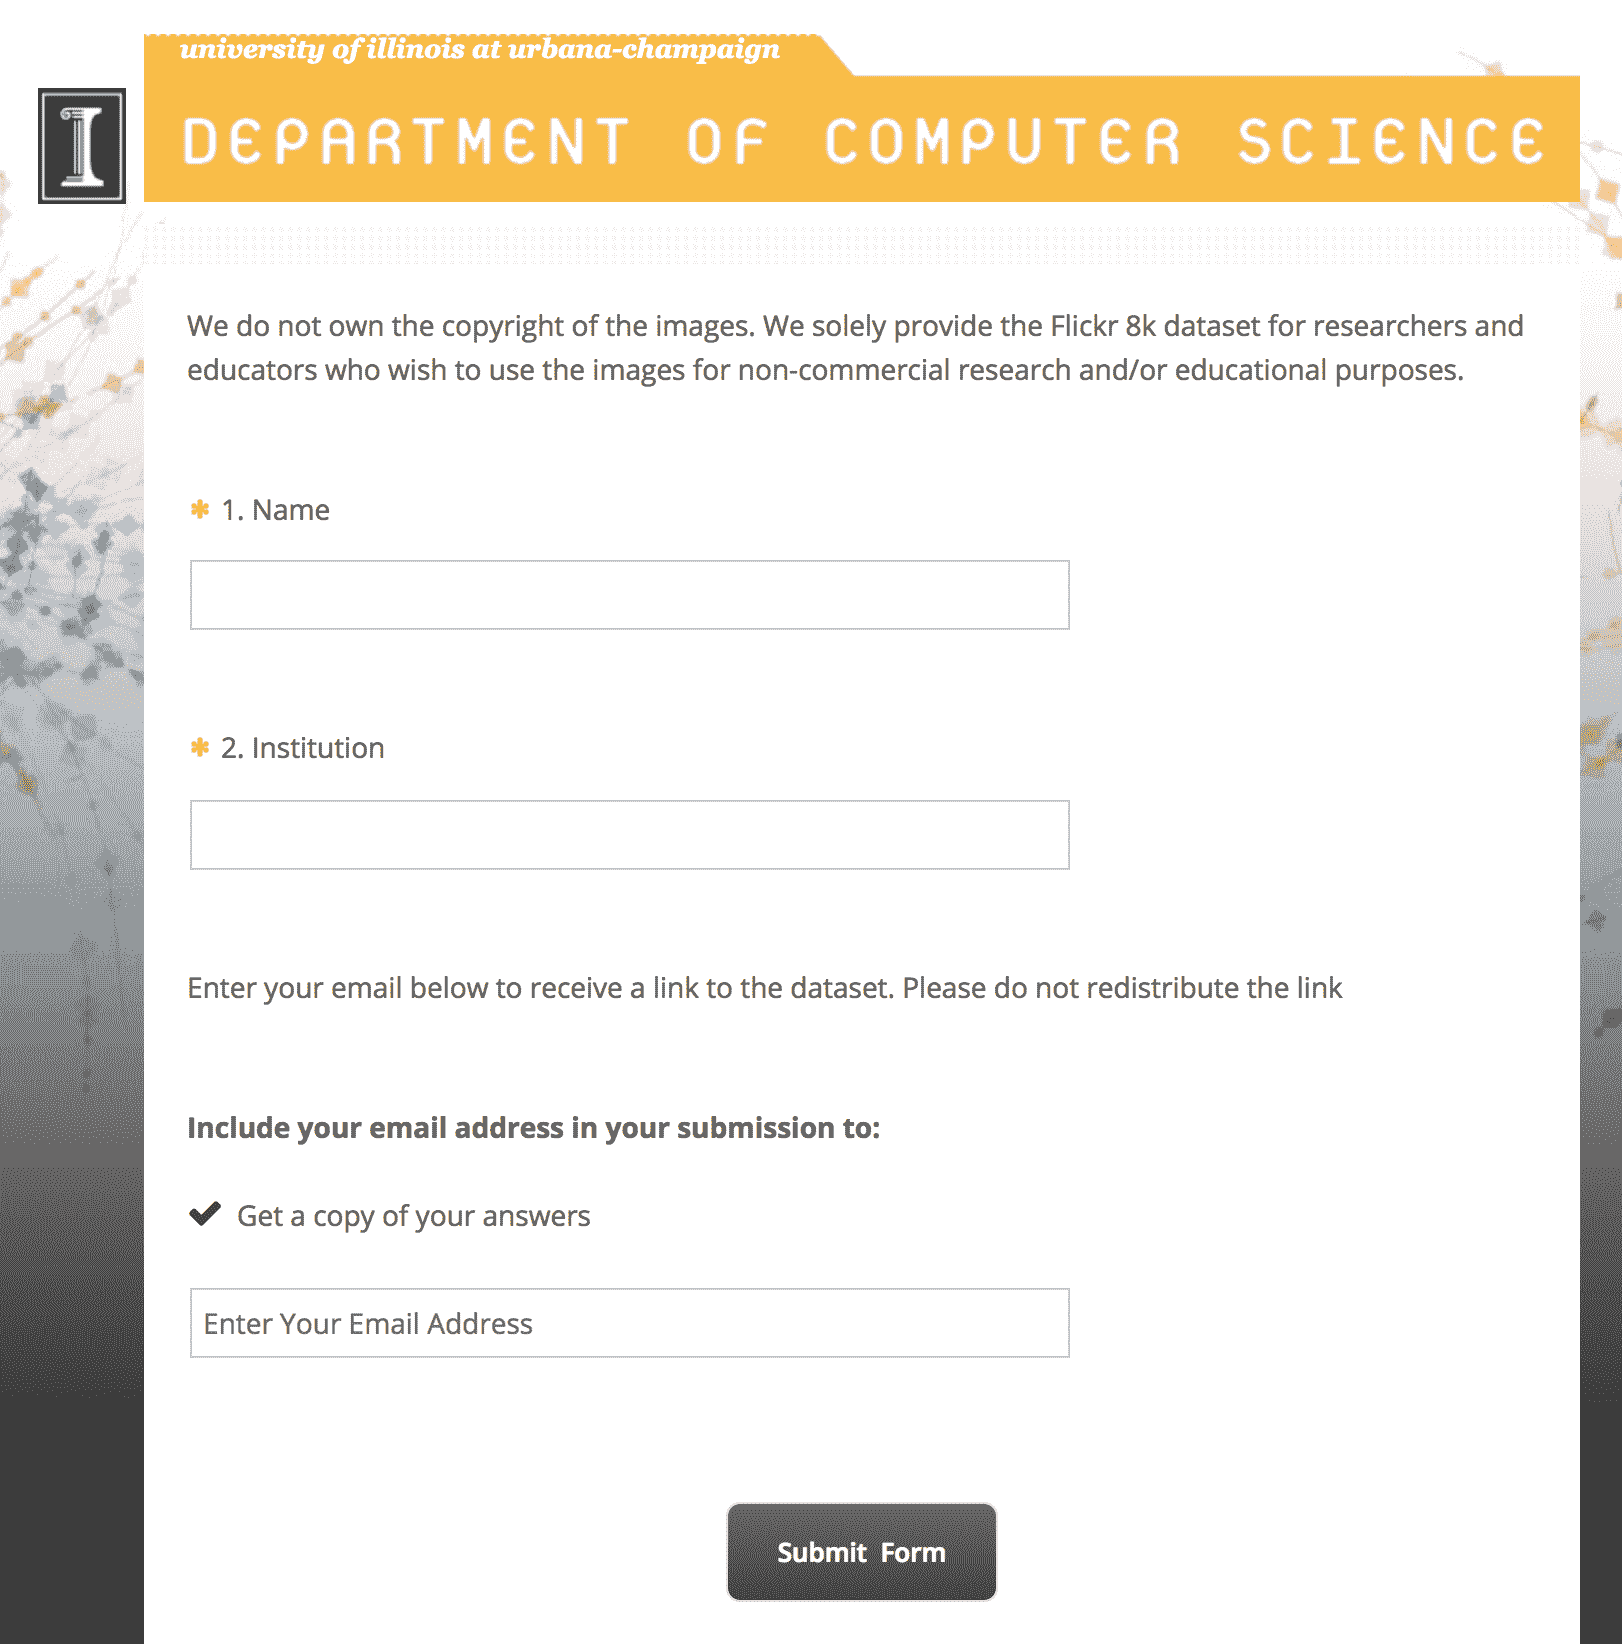 university of illinois at urbana-champaign
I
DEPARTMENT OF COMPUTER SCIENCE
We do not own the copyright of the images. We solely provide the Flickr 8k dataset for researchers and
educators who wish to use the images for non-commercial research and/or educational purposes.
✱ 1. Name
✱ 2. Institution
Enter your email below to receive a link to the dataset. Please do not redistribute the link
Include your email address in your submission to:
✔ Get a copy of your answers
Enter Your Email Address
Submit Form